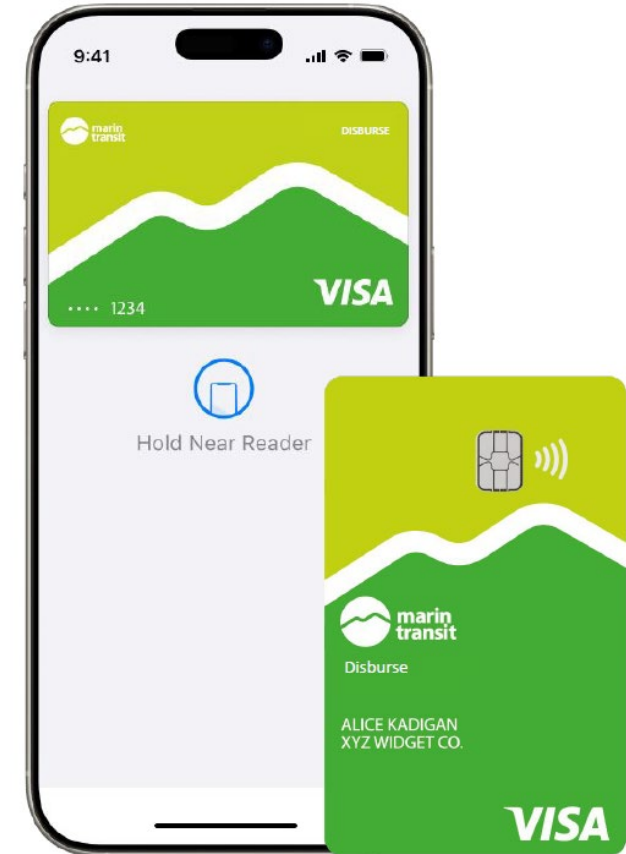 9:41
marin
transit
DISBURSE
VISA
.... 1234
Hold Near Reader
marin
transit
Disburse
ALICE KADIGAN
XYZ WIDGET CO.
VISA